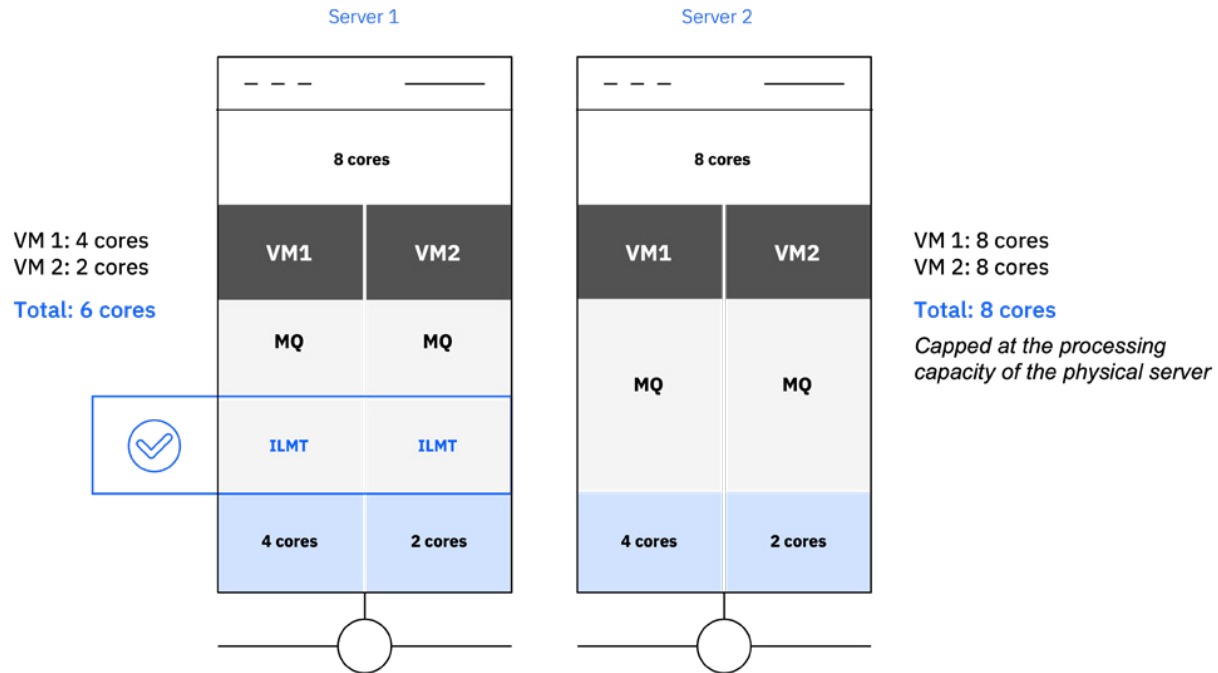 Server 1
Server 2
8 cores
8 cores
VM 1: 4 cores
VM 2: 2 cores
Total: 6 cores
VM1
VM2
VM1
VM2
VM 1: 8 cores
VM 2: 8 cores
Total: 8 cores
Capped at the processing
capacity of the physical server
MQ
MQ
MQ
MQ
ILMT
ILMT
4 cores
2 cores
4 cores
2 cores